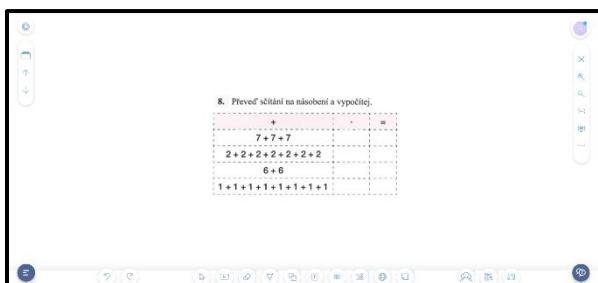 8. Převeď sčítání na násobení a vypočítej.
+ · =
7 + 7 + 7
2 + 2 + 2 + 2 + 2 + 2 + 2
6 + 6
1 + 1 + 1 + 1 + 1 + 1 + 1 + 1